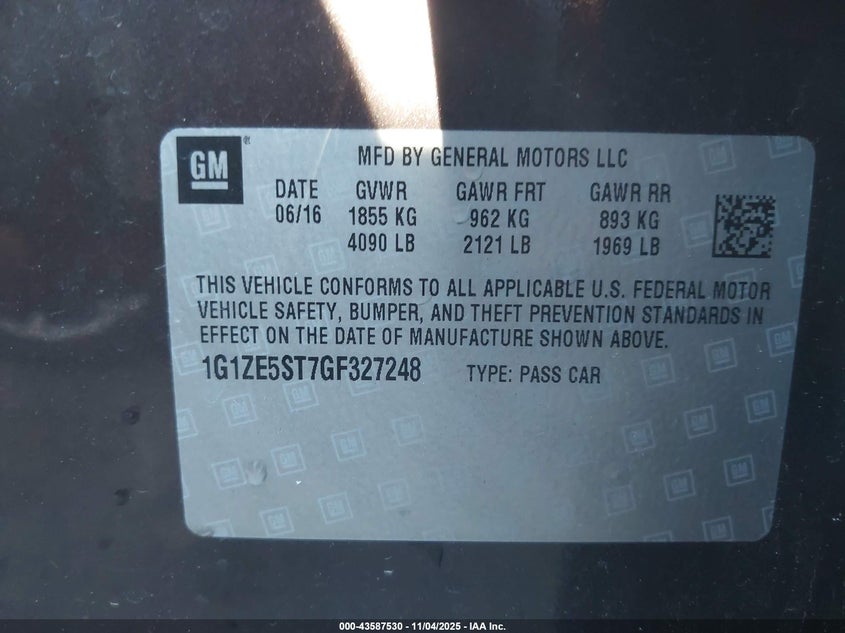 GM®
MFD BY GENERAL MOTORS LLC
DATE GVWR GAWR FRT GAWR RR
06/16 1855 KG 962 KG 893 KG
4090 LB 2121 LB 1969 LB
THIS VEHICLE CONFORMS TO ALL APPLICABLE U.S. FEDERAL MOTOR
VEHICLE SAFETY, BUMPER, AND THEFT PREVENTION STANDARDS IN
EFFECT ON THE DATE OF MANUFACTURE SHOWN ABOVE.
1G1ZE5ST7GF327248 TYPE: PASS CAR
000-43587530 - 11/04/2025 - IAA Inc.